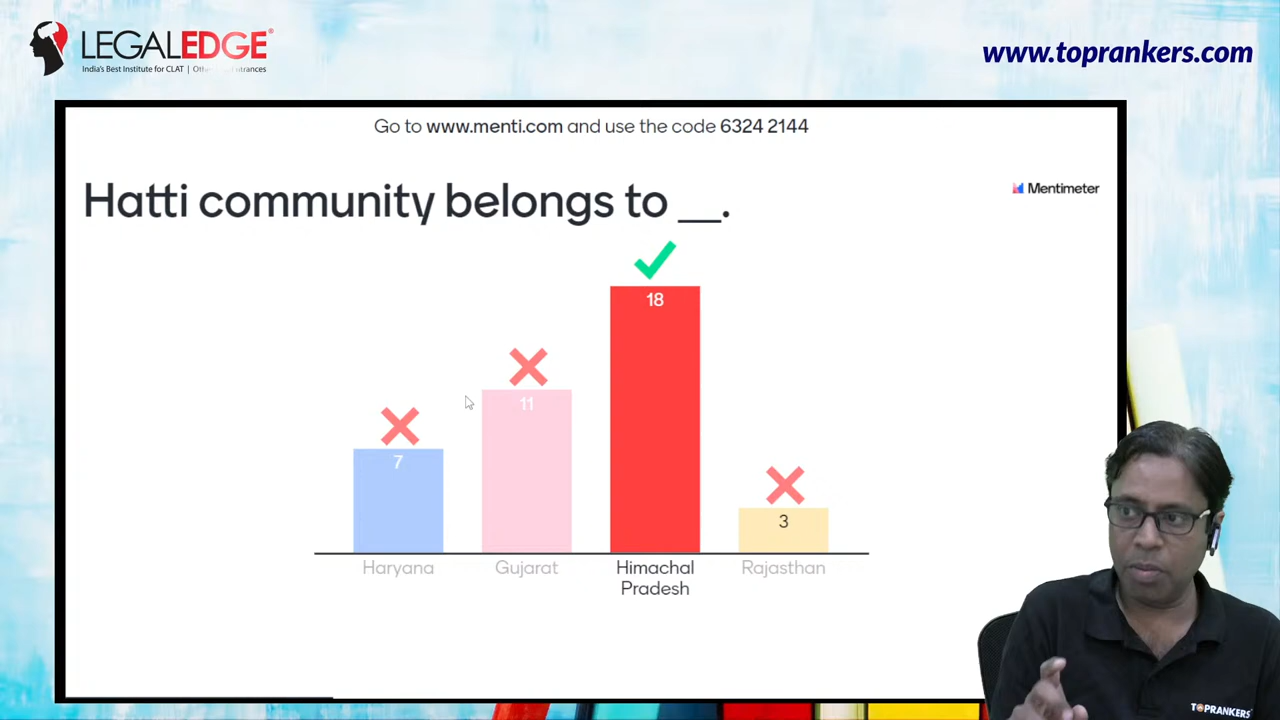 LEGALEDGE®
India's Best Institute for CLAT | Other
www.toprankers.com
Go to www.menti.com and use the code 6324 2144
Hatti community belongs to __.
Mentimeter
18
11
7
3
Haryana
Gujarat
Himachal
Pradesh
Rajasthan
TOPRANKERS